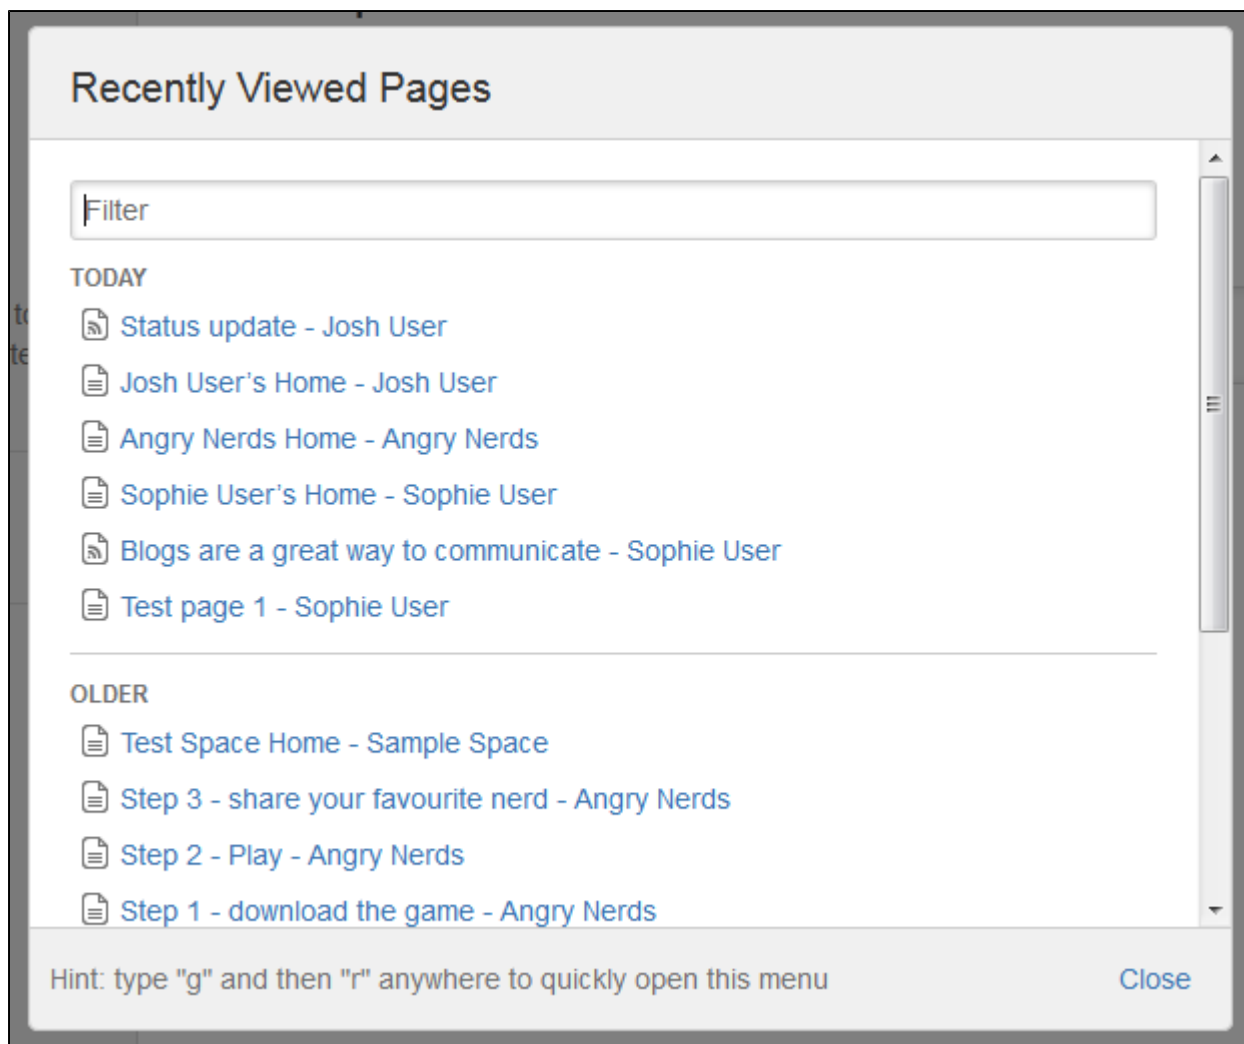 Recently Viewed Pages
Filter
TODAY
Status update - Josh User
Josh User’s Home - Josh User
Angry Nerds Home - Angry Nerds
Sophie User’s Home - Sophie User
Blogs are a great way to communicate - Sophie User
Test page 1 - Sophie User
OLDER
Test Space Home - Sample Space
Step 3 - share your favourite nerd - Angry Nerds
Step 2 - Play - Angry Nerds
Step 1 - download the game - Angry Nerds
Hint: type "g" and then "r" anywhere to quickly open this menu
Close